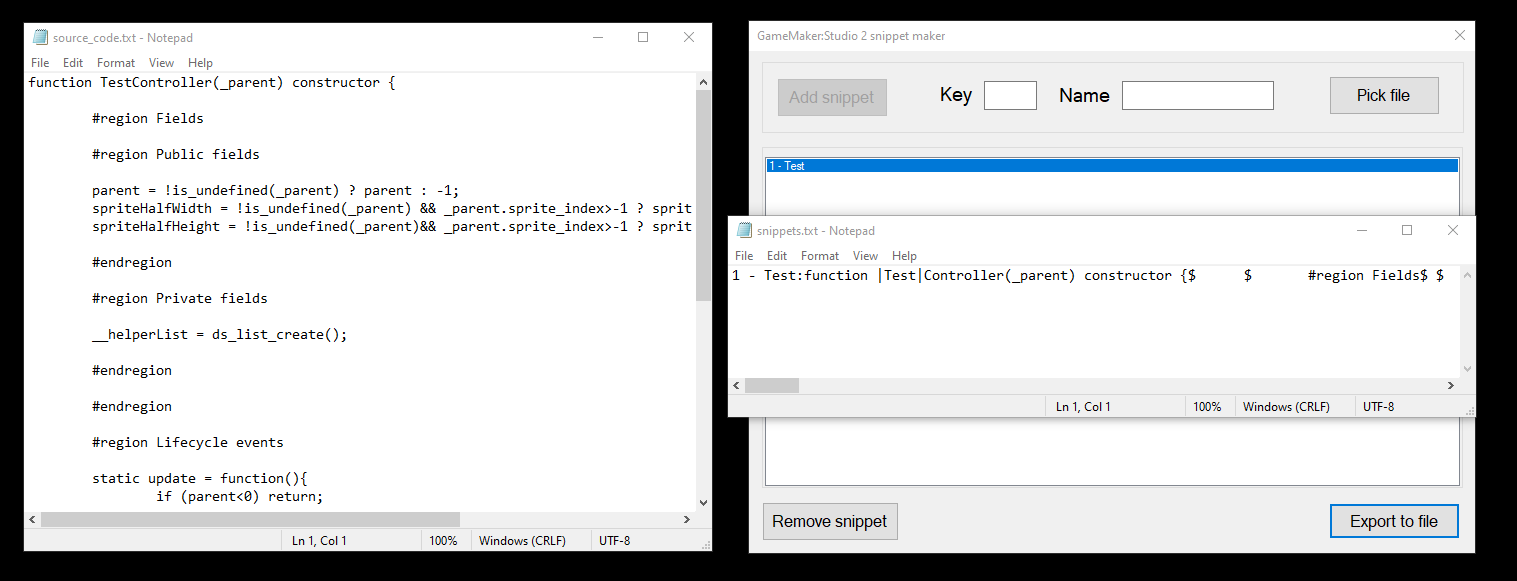 source_code.txt - Notepad
File Edit Format View Help
function TestController(_parent) constructor {
#region Fields
#region Public fields
parent = !is_undefined(_parent) ? parent : -1;
spriteHalfWidth = !is_undefined(_parent) && _parent.sprite_index>-1 ? sprit
spriteHalfHeight = !is_undefined(_parent)&& _parent.sprite_index>-1 ? sprit
#endregion
#region Private fields
__helperList = ds_list_create();
#endregion
#endregion
#region Lifecycle events
static update = function(){
if (parent<0) return;
Ln 1, Col 1 100% Windows (CRLF) UTF-8
GameMaker:Studio 2 snippet maker
Add snippet Key Name Pick file
1 - Test
snippets.txt - Notepad
File Edit Format View Help
1 - Test:function |Test|Controller(_parent) constructor {$ $ #region Fields$ $
Ln 1, Col 1 100% Windows (CRLF) UTF-8
Remove snippet Export to file